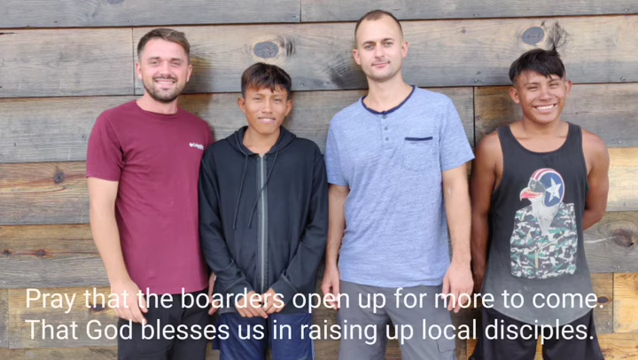 Pray that the boarders open up for more to come.
That God blesses us in raising up local disciples.